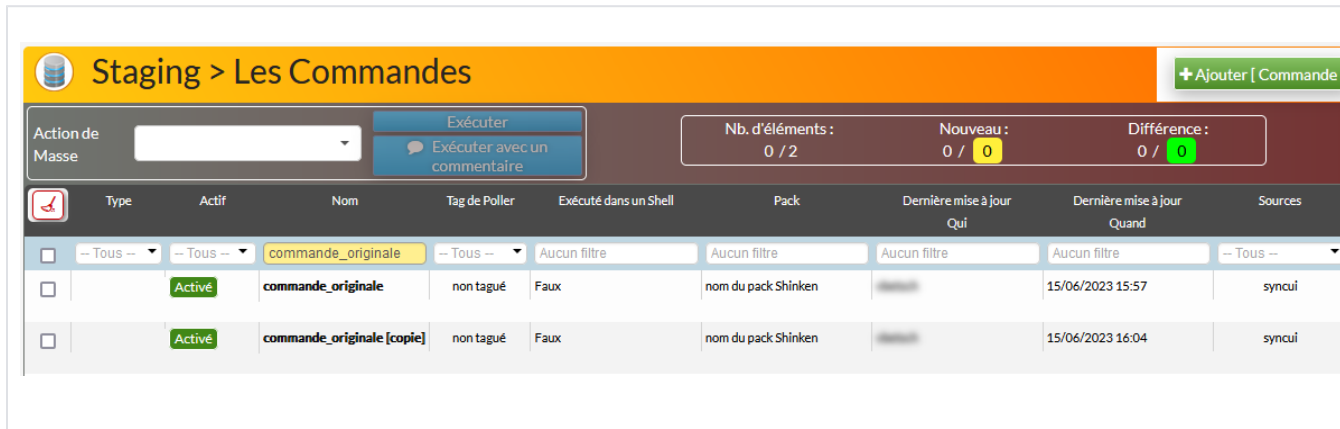 Staging > Les Commandes
Ajouter [ Commande
Action de
Masse
Exécuter
Exécuter avec un
commentaire
Nb. d'éléments :
0 / 2
Nouveau :
0 / 0
Différence :
0 / 0
Type Actif Nom Tag de Poller Exécuté dans un Shell Pack Dernière mise à jour Dernière mise à jour Sources
Qui Quand
-- Tous -- -- Tous -- commande_originale -- Tous -- Aucun filtre Aucun filtre Aucun filtre Aucun filtre -- Tous --
Activé commande_originale non tagué Faux nom du pack Shinken 15/06/2023 15:57 syncui
Activé commande_originale [copie] non tagué Faux nom du pack Shinken 15/06/2023 16:04 syncui